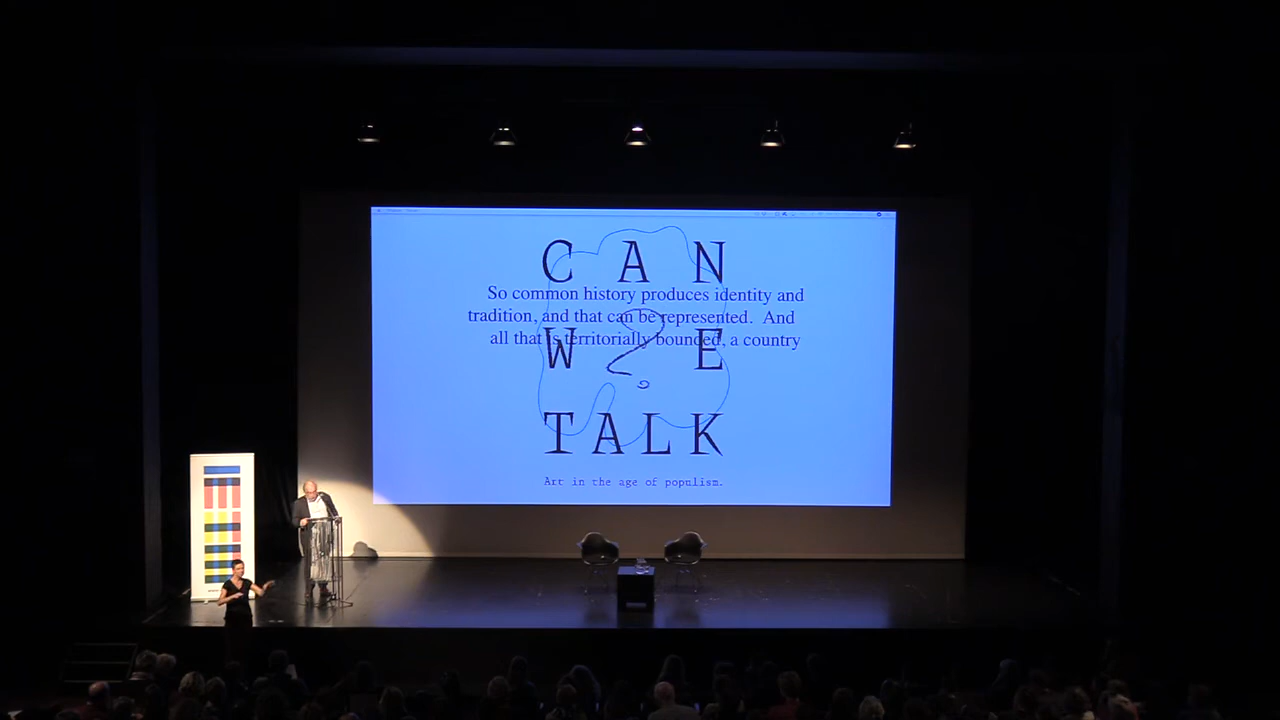 CAN
So common history produces identity and
tradition, and that can be represented. And
all that is territorially bounded, a country
WE
TALK
Art in the age of populism.